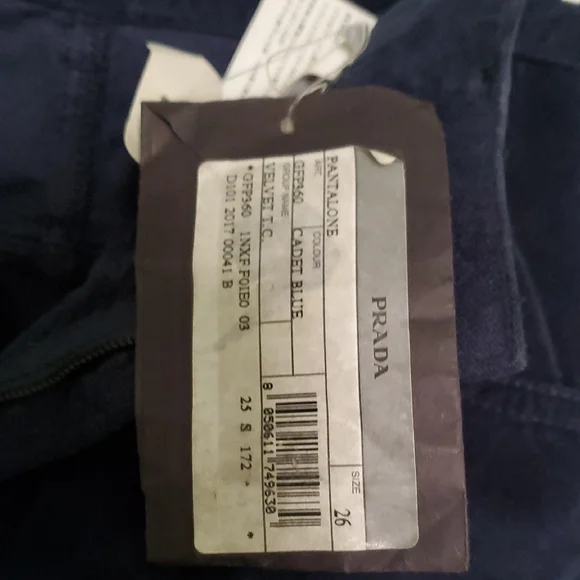 PRADA
SIZE
PANTALONE 26
ART. COLOUR
GFP360 CADET BLUE
GROUP NAME
VELVET T.C.
8 050611 749630
*GFP360 1NXF F01E0 03 25 S 172 * *
D101 2017 00041 B